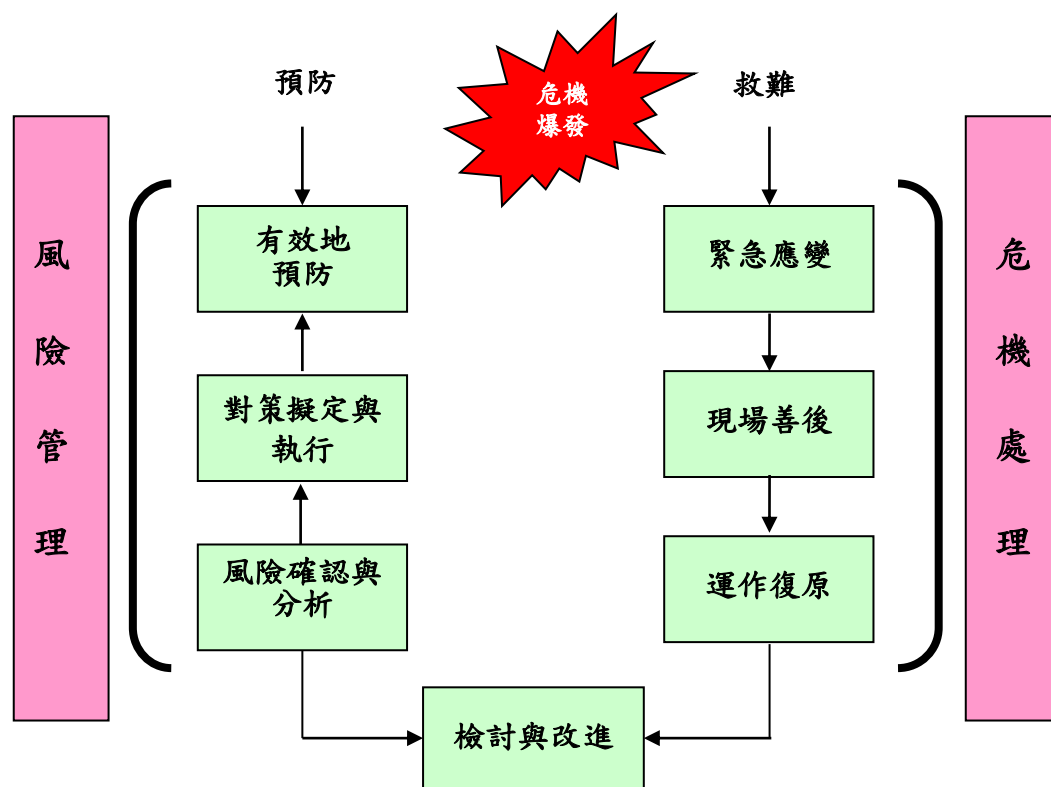 預防
危機
爆發
救難
風險管理
有效地
預防
對策擬定與
執行
風險確認與
分析
緊急應變
現場善後
運作復原
危機處理
檢討與改進